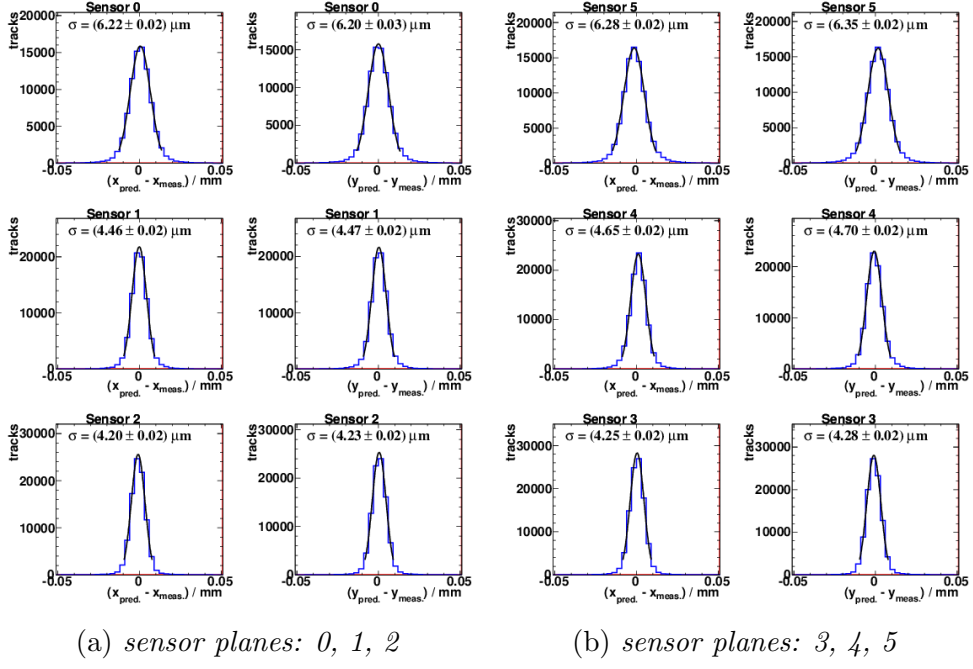 Sensor 0
σ = (6.22 ± 0.02) μm
tracks
15000
10000
5000
0
-0.05 0 0.05
(x_pred. - x_meas.) / mm
Sensor 0
σ = (6.20 ± 0.03) μm
tracks
15000
10000
5000
0
-0.05 0 0.05
(y_pred. - y_meas.) / mm
Sensor 5
σ = (6.28 ± 0.02) μm
tracks
20000
15000
10000
5000
0
-0.05 0 0.05
(x_pred. - x_meas.) / mm
Sensor 5
σ = (6.35 ± 0.02) μm
tracks
20000
15000
10000
5000
0
-0.05 0 0.05
(y_pred. - y_meas.) / mm
Sensor 1
σ = (4.46 ± 0.02) μm
tracks
20000
10000
0
-0.05 0 0.05
(x_pred. - x_meas.) / mm
Sensor 1
σ = (4.47 ± 0.02) μm
tracks
20000
10000
0
-0.05 0 0.05
(y_pred. - y_meas.) / mm
Sensor 4
σ = (4.65 ± 0.02) μm
tracks
30000
20000
10000
0
-0.05 0 0.05
(x_pred. - x_meas.) / mm
Sensor 4
σ = (4.70 ± 0.02) μm
tracks
20000
10000
0
-0.05 0 0.05
(y_pred. - y_meas.) / mm
Sensor 2
σ = (4.20 ± 0.02) μm
tracks
30000
20000
10000
0
-0.05 0 0.05
(x_pred. - x_meas.) / mm
Sensor 2
σ = (4.23 ± 0.02) μm
tracks
30000
20000
10000
0
-0.05 0 0.05
(y_pred. - y_meas.) / mm
Sensor 3
σ = (4.25 ± 0.02) μm
tracks
30000
20000
10000
0
-0.05 0 0.05
(x_pred. - x_meas.) / mm
Sensor 3
σ = (4.28 ± 0.02) μm
tracks
30000
20000
10000
0
-0.05 0 0.05
(y_pred. - y_meas.) / mm
(a) sensor planes: 0, 1, 2
(b) sensor planes: 3, 4, 5